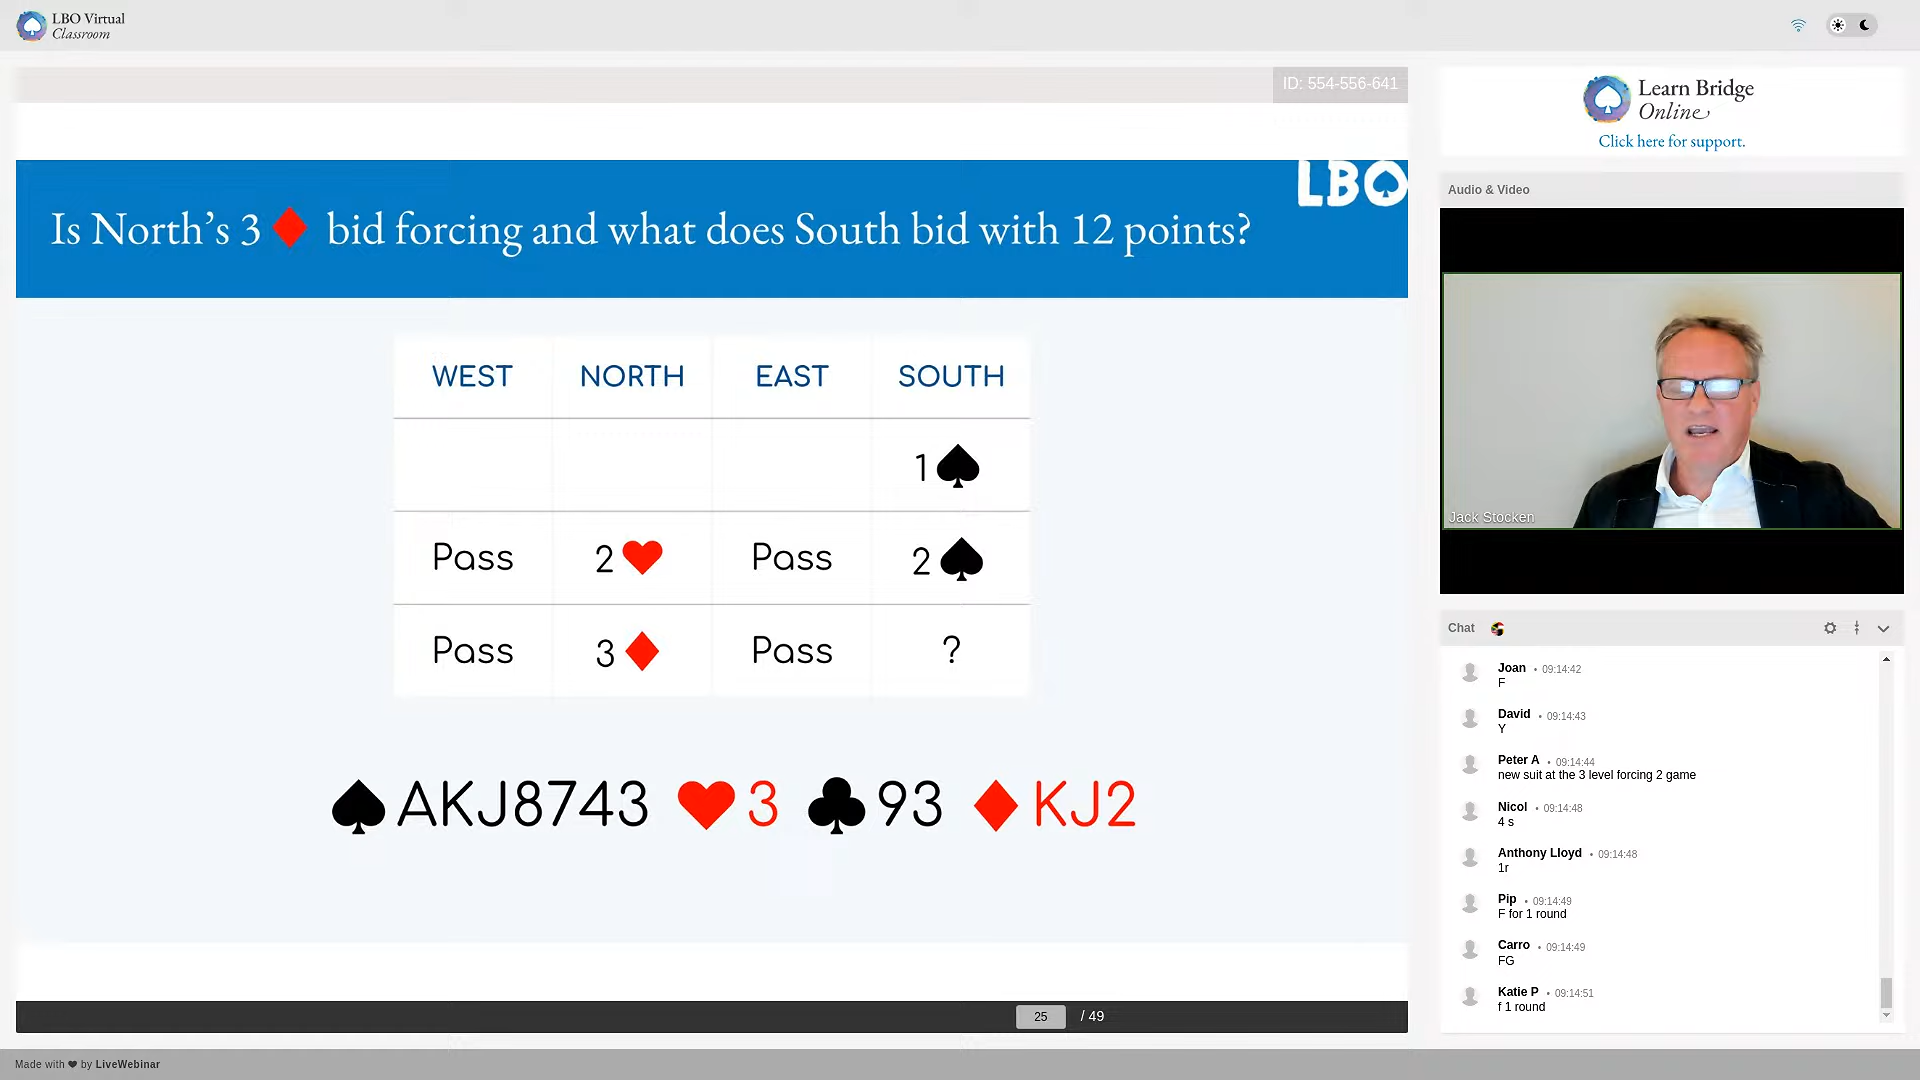 LBO Virtual
Classroom
ID: 554-556-641
LBO
Is North's 3♦ bid forcing and what does South bid with 12 points?
WEST NORTH EAST SOUTH
1♠
Pass 2♥ Pass 2♠
Pass 3♦ Pass ?
♠AKJ8743 ♥3 ♣93 ♦KJ2
25 / 49
Learn Bridge
Online
Click here for support.
Audio & Video
Jack Stocken
Chat
Joan • 09:14:42
F
David • 09:14:43
Y
Peter A • 09:14:44
new suit at the 3 level forcing 2 game
Nicol • 09:14:48
4 s
Anthony Lloyd • 09:14:48
1r
Pip • 09:14:49
F for 1 round
Carro • 09:14:49
FG
Katie P • 09:14:51
f 1 round
Made with ❤ by LiveWebinar